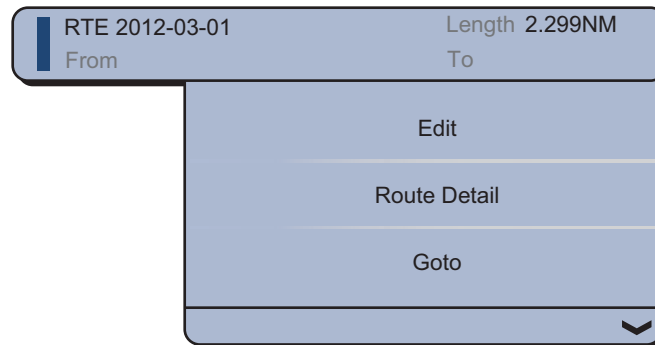 RTE 2012-03-01 Length 2.299NM
From To
Edit
Route Detail
Goto